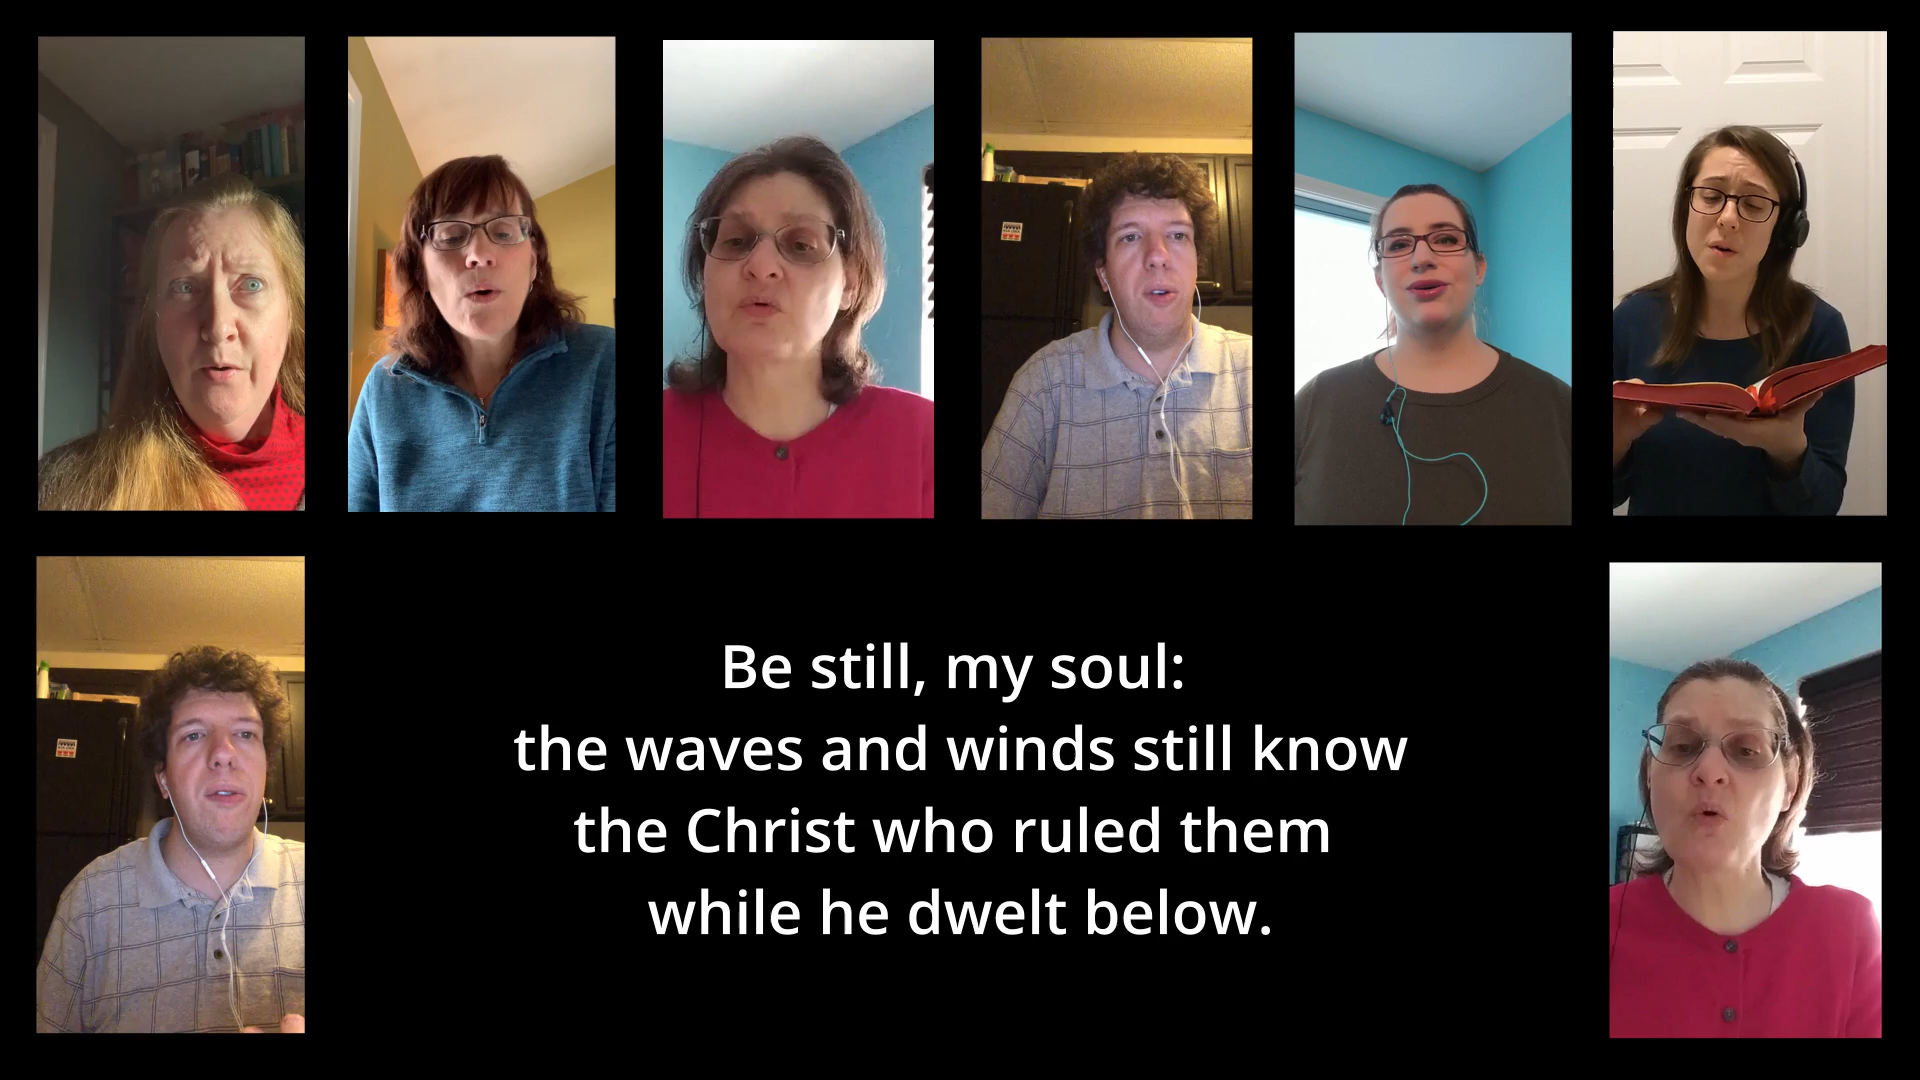 Be still, my soul:
the waves and winds still know
the Christ who ruled them
while he dwelt below.